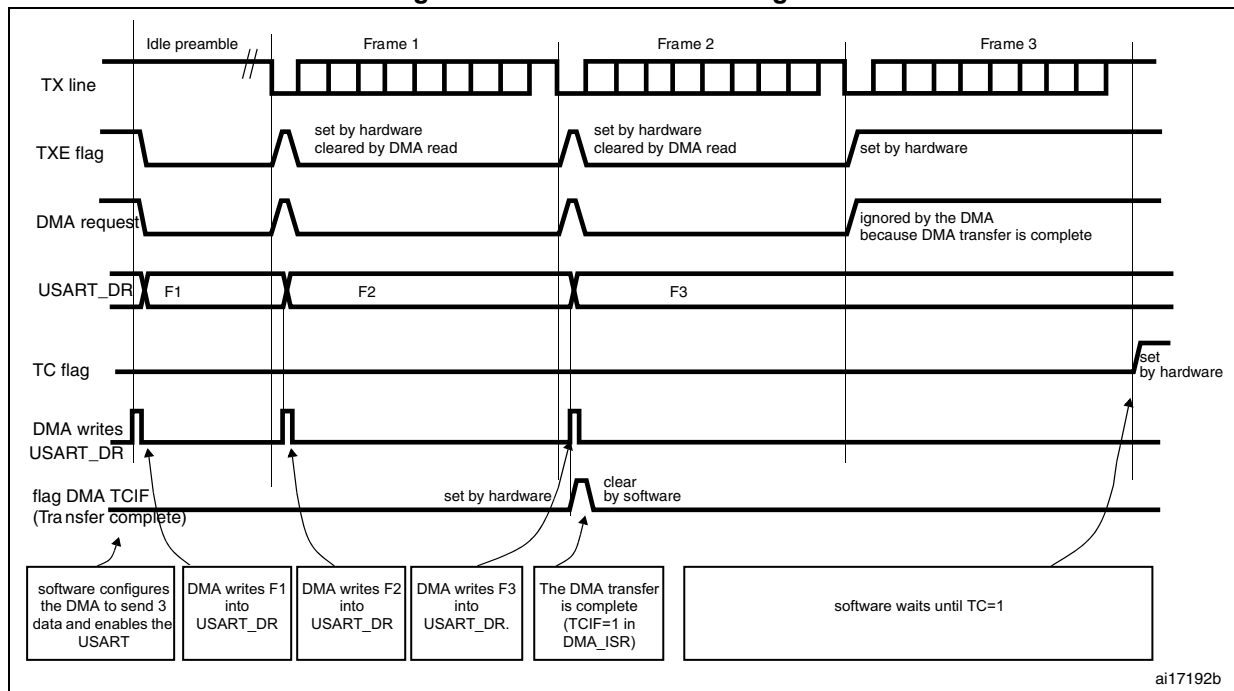 Idle preamble
Frame 1
Frame 2
Frame 3
TX line
TXE flag
set by hardware
cleared by DMA read
set by hardware
cleared by DMA read
set by hardware
DMA request
ignored by the DMA
because DMA transfer is complete
USART_DR
F1
F2
F3
TC flag
set
by hardware
DMA writes
USART_DR
flag DMA TCIF
(Transfer complete)
set by hardware
clear
by software
software configures
the DMA to send 3
data and enables the
USART
DMA writes F1
into
USART_DR
DMA writes F2
into
USART_DR
DMA writes F3
into
USART_DR.
The DMA transfer
is complete
(TCIF=1 in
DMA_ISR)
software waits until TC=1
ai17192b